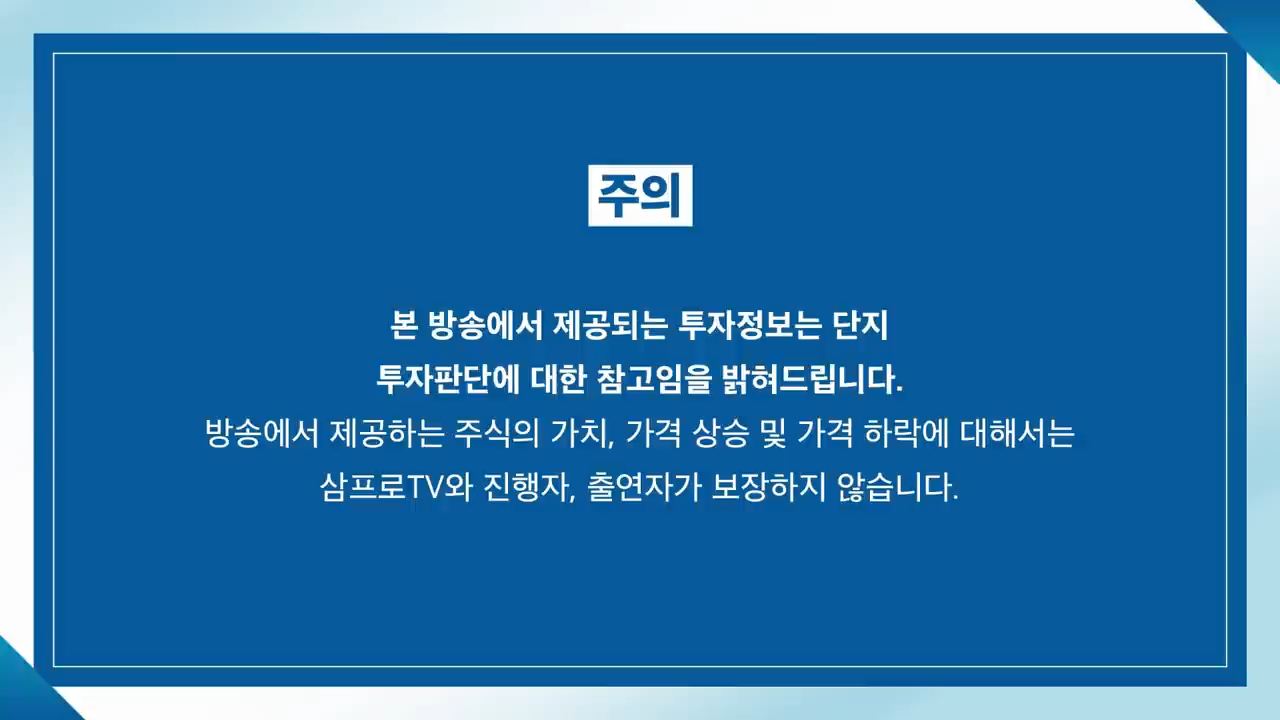 주의
본 방송에서 제공되는 투자정보는 단지
투자판단에 대한 참고임을 밝혀드립니다.
방송에서 제공하는 주식의 가치, 가격 상승 및 가격 하락에 대해서는
삼프로TV와 진행자, 출연자가 보장하지 않습니다.